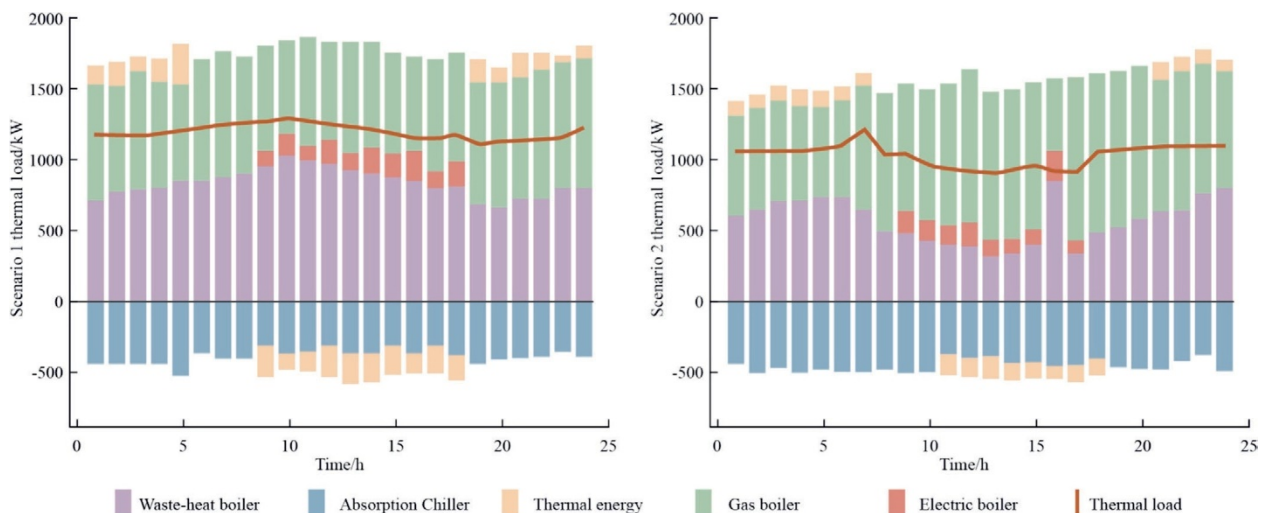 Scenario 1 thermal load/kW
2000
1500
1000
500
0
-500
0 5 10 15 20 25
Time/h
Scenario 2 thermal load/kW
2000
1500
1000
500
0
-500
0 5 10 15 20 25
Time/h
Waste-heat boiler Absorption Chiller Thermal energy Gas boiler Electric boiler Thermal load